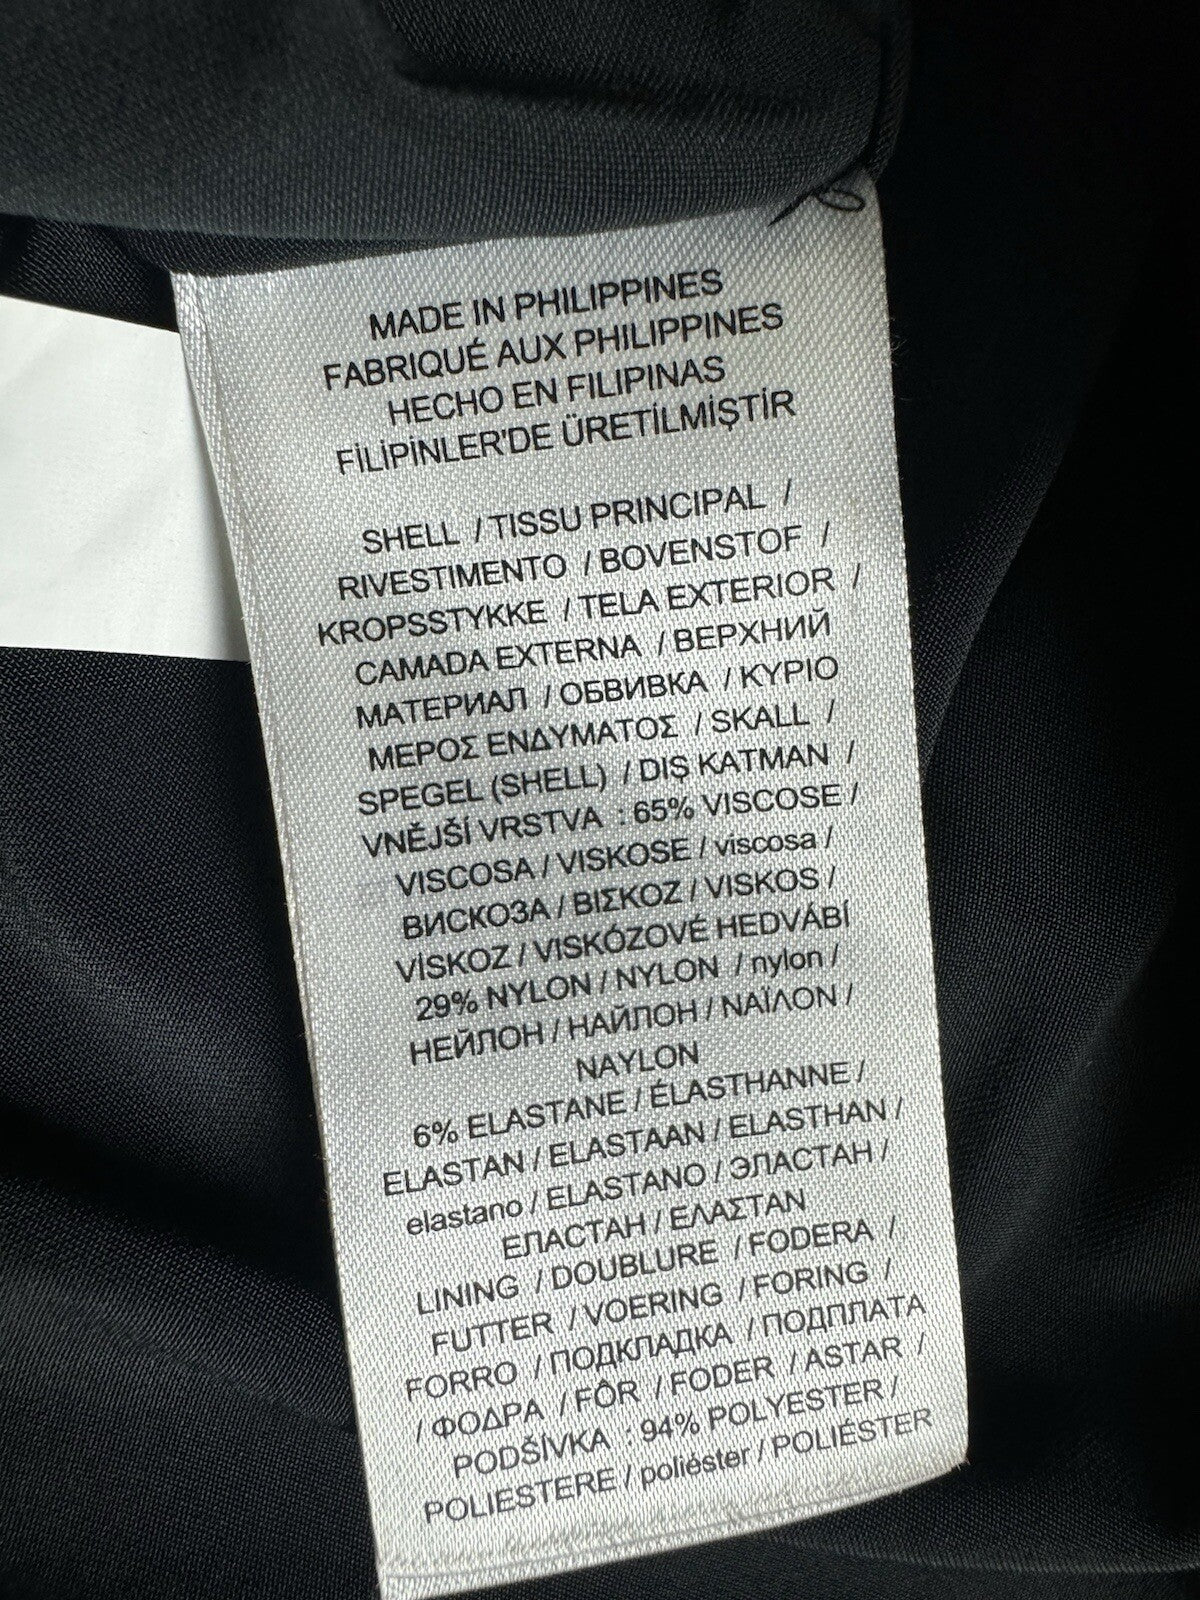 MADE IN PHILIPPINES
FABRIQUÉ AUX PHILIPPINES
HECHO EN FILIPINAS
FİLİPİNLER'DE ÜRETİLMİŞTİR
SHELL / TISSU PRINCIPAL /
RIVESTIMENTO / BOVENSTOF /
KROPSSTYKKE / TELA EXTERIOR /
CAMADA EXTERNA / ВЕРХНИЙ
МАТЕРИАЛ / ОБВИВКА / ΚΥΡΙΟ
ΜΕΡΟΣ ΕΝΔΥΜΑΤΟΣ / SKALL /
SPEGEL (SHELL) / DIŞ KATMAN /
VNĚJŠÍ VRSTVA : 65% VISCOSE /
VISCOSA / VISKOSE / viscosa /
ВИСКОЗА / ΒΙΣΚΟΖ / VISKOS /
VİSKOZ / VISKÓZOVÉ HEDVÁBÍ
29% NYLON / NYLON / nylon /
НЕЙЛОН / НАЙЛОН / ΝΑΪΛΟΝ /
NAYLON
6% ELASTANE / ÉLASTHANNE /
ELASTAN / ELASTAAN / ELASTHAN /
elastano / ELASTANO / ЭЛАСТАН /
ЕЛАСТАН / ΕΛΑΣΤΑΝ
LINING / DOUBLURE / FODERA /
FUTTER / VOERING / FORING /
FORRO / ПОДКЛАДКА / ПОДПЛАТА
/ ΦΟΔΡΑ / FÔR / FODER / ASTAR /
PODŠÍVKA : 94% POLYESTER /
POLIESTERE / poliéster / POLIÉSTER